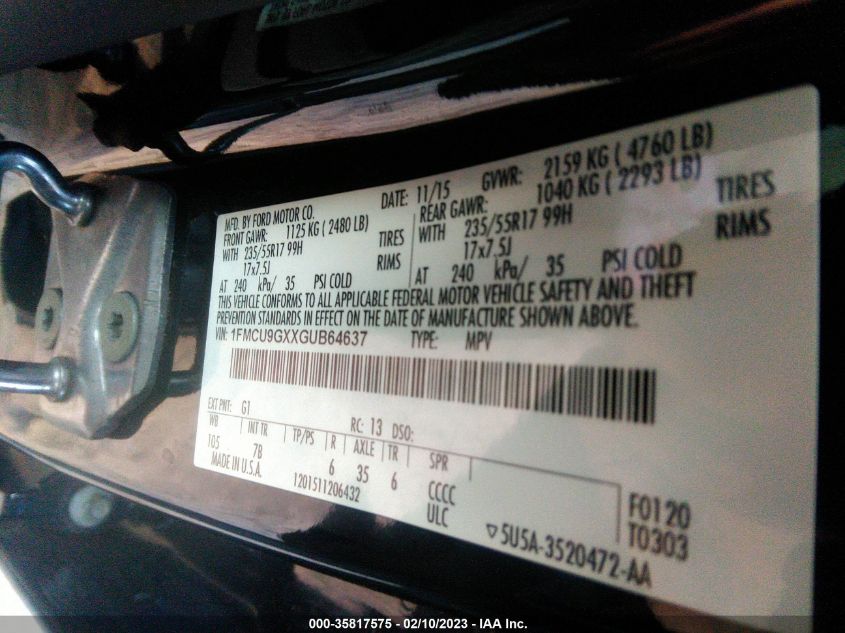 MFD. BY FORD MOTOR CO.
DATE: 11/15 GVWR: 2159 KG ( 4760 LB)
FRONT GAWR: 1125 KG ( 2480 LB)
REAR GAWR: 1040 KG ( 2293 LB)
WITH 235/55R17 99H TIRES
WITH 235/55R17 99H TIRES
17x7.5J RIMS
17x7.5J RIMS
AT 240 kPa/ 35 PSI COLD
AT 240 kPa/ 35 PSI COLD
THIS VEHICLE CONFORMS TO ALL APPLICABLE FEDERAL MOTOR VEHICLE SAFETY AND THEFT
PREVENTION STANDARDS IN EFFECT ON THE DATE OF MANUFACTURE SHOWN ABOVE.
VIN: 1FMCU9GXXGUB64637 TYPE: MPV
EXT PNT: G1 RC: 13 DSO:
WB INT TR TP/PS R AXLE TR SPR
105 7B 6 35 6 CCCC
MADE IN U.S.A. 1201511206432 ULC
F0120
T0303
5U5A-3520472-AA
000-35817575 — 02/10/2023 — IAA Inc.